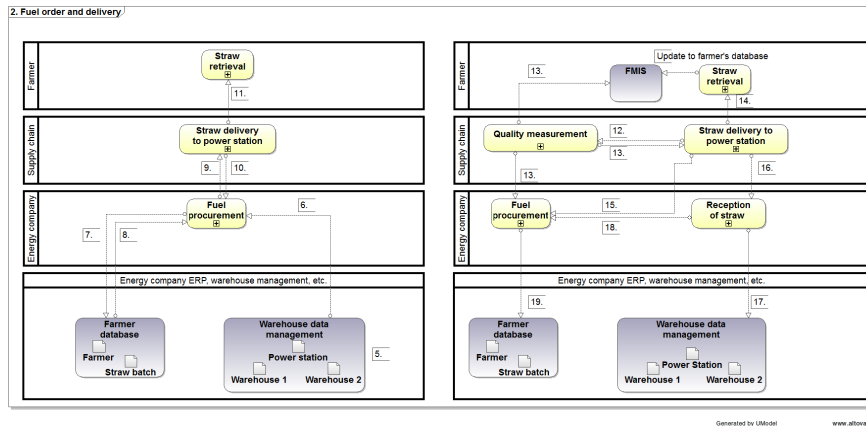 2. Fuel order and delivery
Farmer
Straw
retrieval
11.
Supply chain
Straw delivery
to power station
9.
10.
Energy company
Fuel
procurement
6.
7.
8.
Energy company ERP, warehouse management, etc.
Farmer
database
Farmer
Straw batch
Warehouse data
management
Power station
Warehouse 1
Warehouse 2
5.
Farmer
Update to farmer's database
13.
FMIS
Straw
retrieval
14.
Supply chain
Quality measurement
12.
13.
Straw delivery to
power station
13.
16.
Energy company
Fuel
procurement
15.
18.
Reception
of straw
Energy company ERP, warehouse management, etc.
19.
17.
Farmer
database
Farmer
Straw batch
Warehouse data
management
Power Station
Warehouse 1
Warehouse 2
Generated by UModel